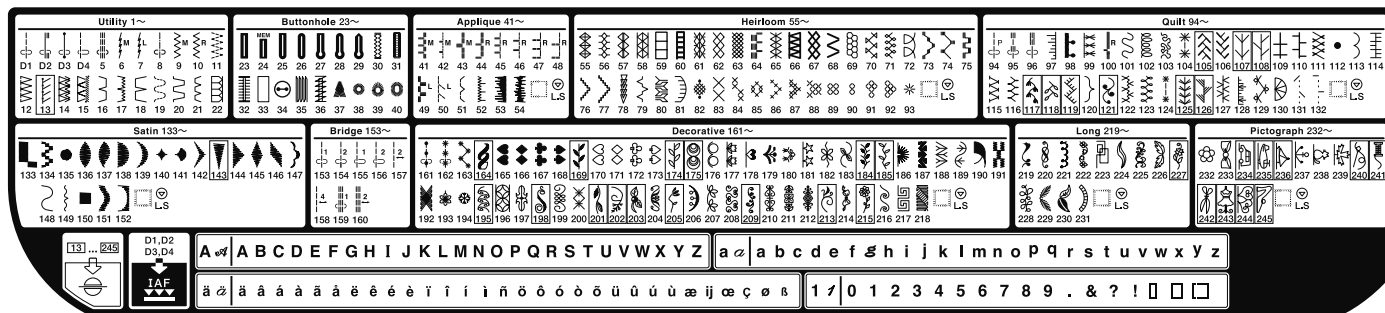 Utility 1~ Buttonhole 23~ Applique 41~ Heirloom 55~ Quilt 94~
M L M R MEM M M M R M R R R P R
D1 D2 D3 D4 5 6 7 8 9 10 11 23 24 25 26 27 28 29 30 31 41 42 43 44 45 46 47 48 55 56 57 58 59 60 61 62 63 64 65 66 67 68 69 70 71 72 73 74 75 94 95 96 97 98 99 100 101 102 103 104 105 106 107 108 109 110 111 112 113 114
12 13 14 15 16 17 18 19 20 21 22 32 33 34 35 36 37 38 39 40 49 50 51 52 53 54 L.S 76 77 78 79 80 81 82 83 84 85 86 87 88 89 90 91 92 93 L.S 115 116 117 118 119 120 121 122 123 124 125 126 127 128 129 130 131 132 L.S
Satin 133~ Bridge 153~ Decorative 161~ Long 219~ Pictograph 232~
133 134 135 136 137 138 139 140 141 142 143 144 145 146 147 153 154 155 156 157 161 162 163 164 165 166 167 168 169 170 171 172 173 174 175 176 177 178 179 180 181 182 183 184 185 186 187 188 189 190 191 219 220 221 222 223 224 225 226 227 232 233 234 235 236 237 238 239 240 241
148 149 150 151 152 L.S 158 159 160 192 193 194 195 196 197 198 199 200 201 202 203 204 205 206 207 208 209 210 211 212 213 214 215 216 217 218 L.S 228 229 230 231 L.S 242 243 244 245 L.S
13 ... 245 D1,D2 D3,D4 IAF
A A A B C D E F G H I J K L M N O P Q R S T U V W X Y Z a a a b c d e f g h i j k l m n o p q r s t u v w x y z
ä ä ä â á à ã å ë ê é è ï î í ì ñ ö ô ó ò õ ü û ú ù æ ij œ ç ø ß 1 1 0 1 2 3 4 5 6 7 8 9 . & ? !